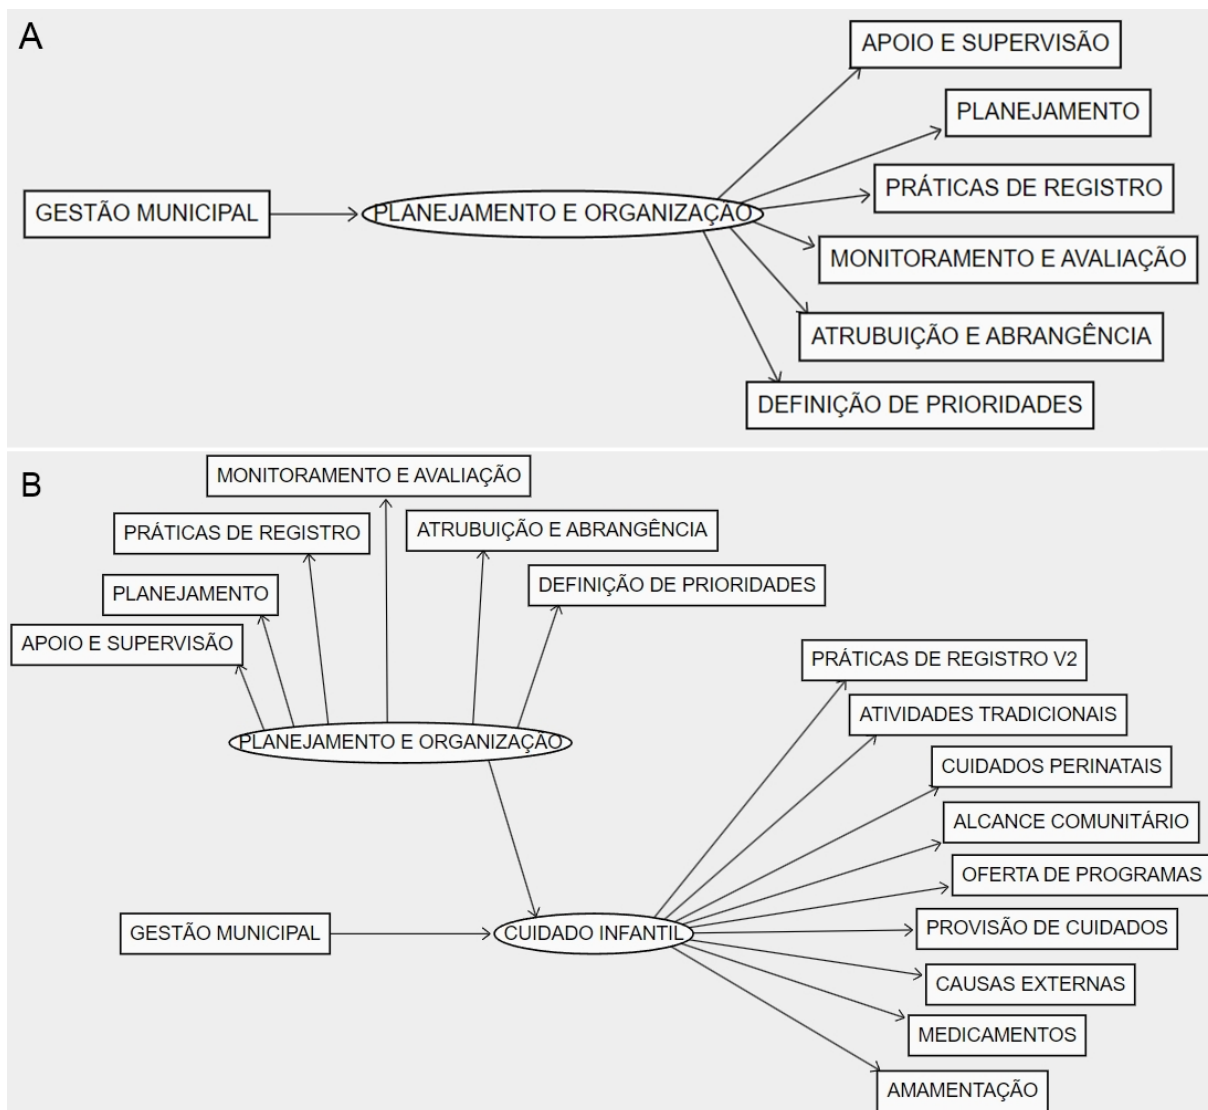 A
APOIO E SUPERVISÃO
PLANEJAMENTO
PRÁTICAS DE REGISTRO
GESTÃO MUNICIPAL
PLANEJAMENTO E ORGANIZAÇÃO
MONITORAMENTO E AVALIAÇÃO
ATRUBUIÇÃO E ABRANGÊNCIA
DEFINIÇÃO DE PRIORIDADES
B
MONITORAMENTO E AVALIAÇÃO
PRÁTICAS DE REGISTRO
ATRUBUIÇÃO E ABRANGÊNCIA
PLANEJAMENTO
DEFINIÇÃO DE PRIORIDADES
APOIO E SUPERVISÃO
PLANEJAMENTO E ORGANIZAÇÃO
PRÁTICAS DE REGISTRO V2
ATIVIDADES TRADICIONAIS
CUIDADOS PERINATAIS
ALCANCE COMUNITÁRIO
OFERTA DE PROGRAMAS
GESTÃO MUNICIPAL
CUIDADO INFANTIL
PROVISÃO DE CUIDADOS
CAUSAS EXTERNAS
MEDICAMENTOS
AMAMENTAÇÃO